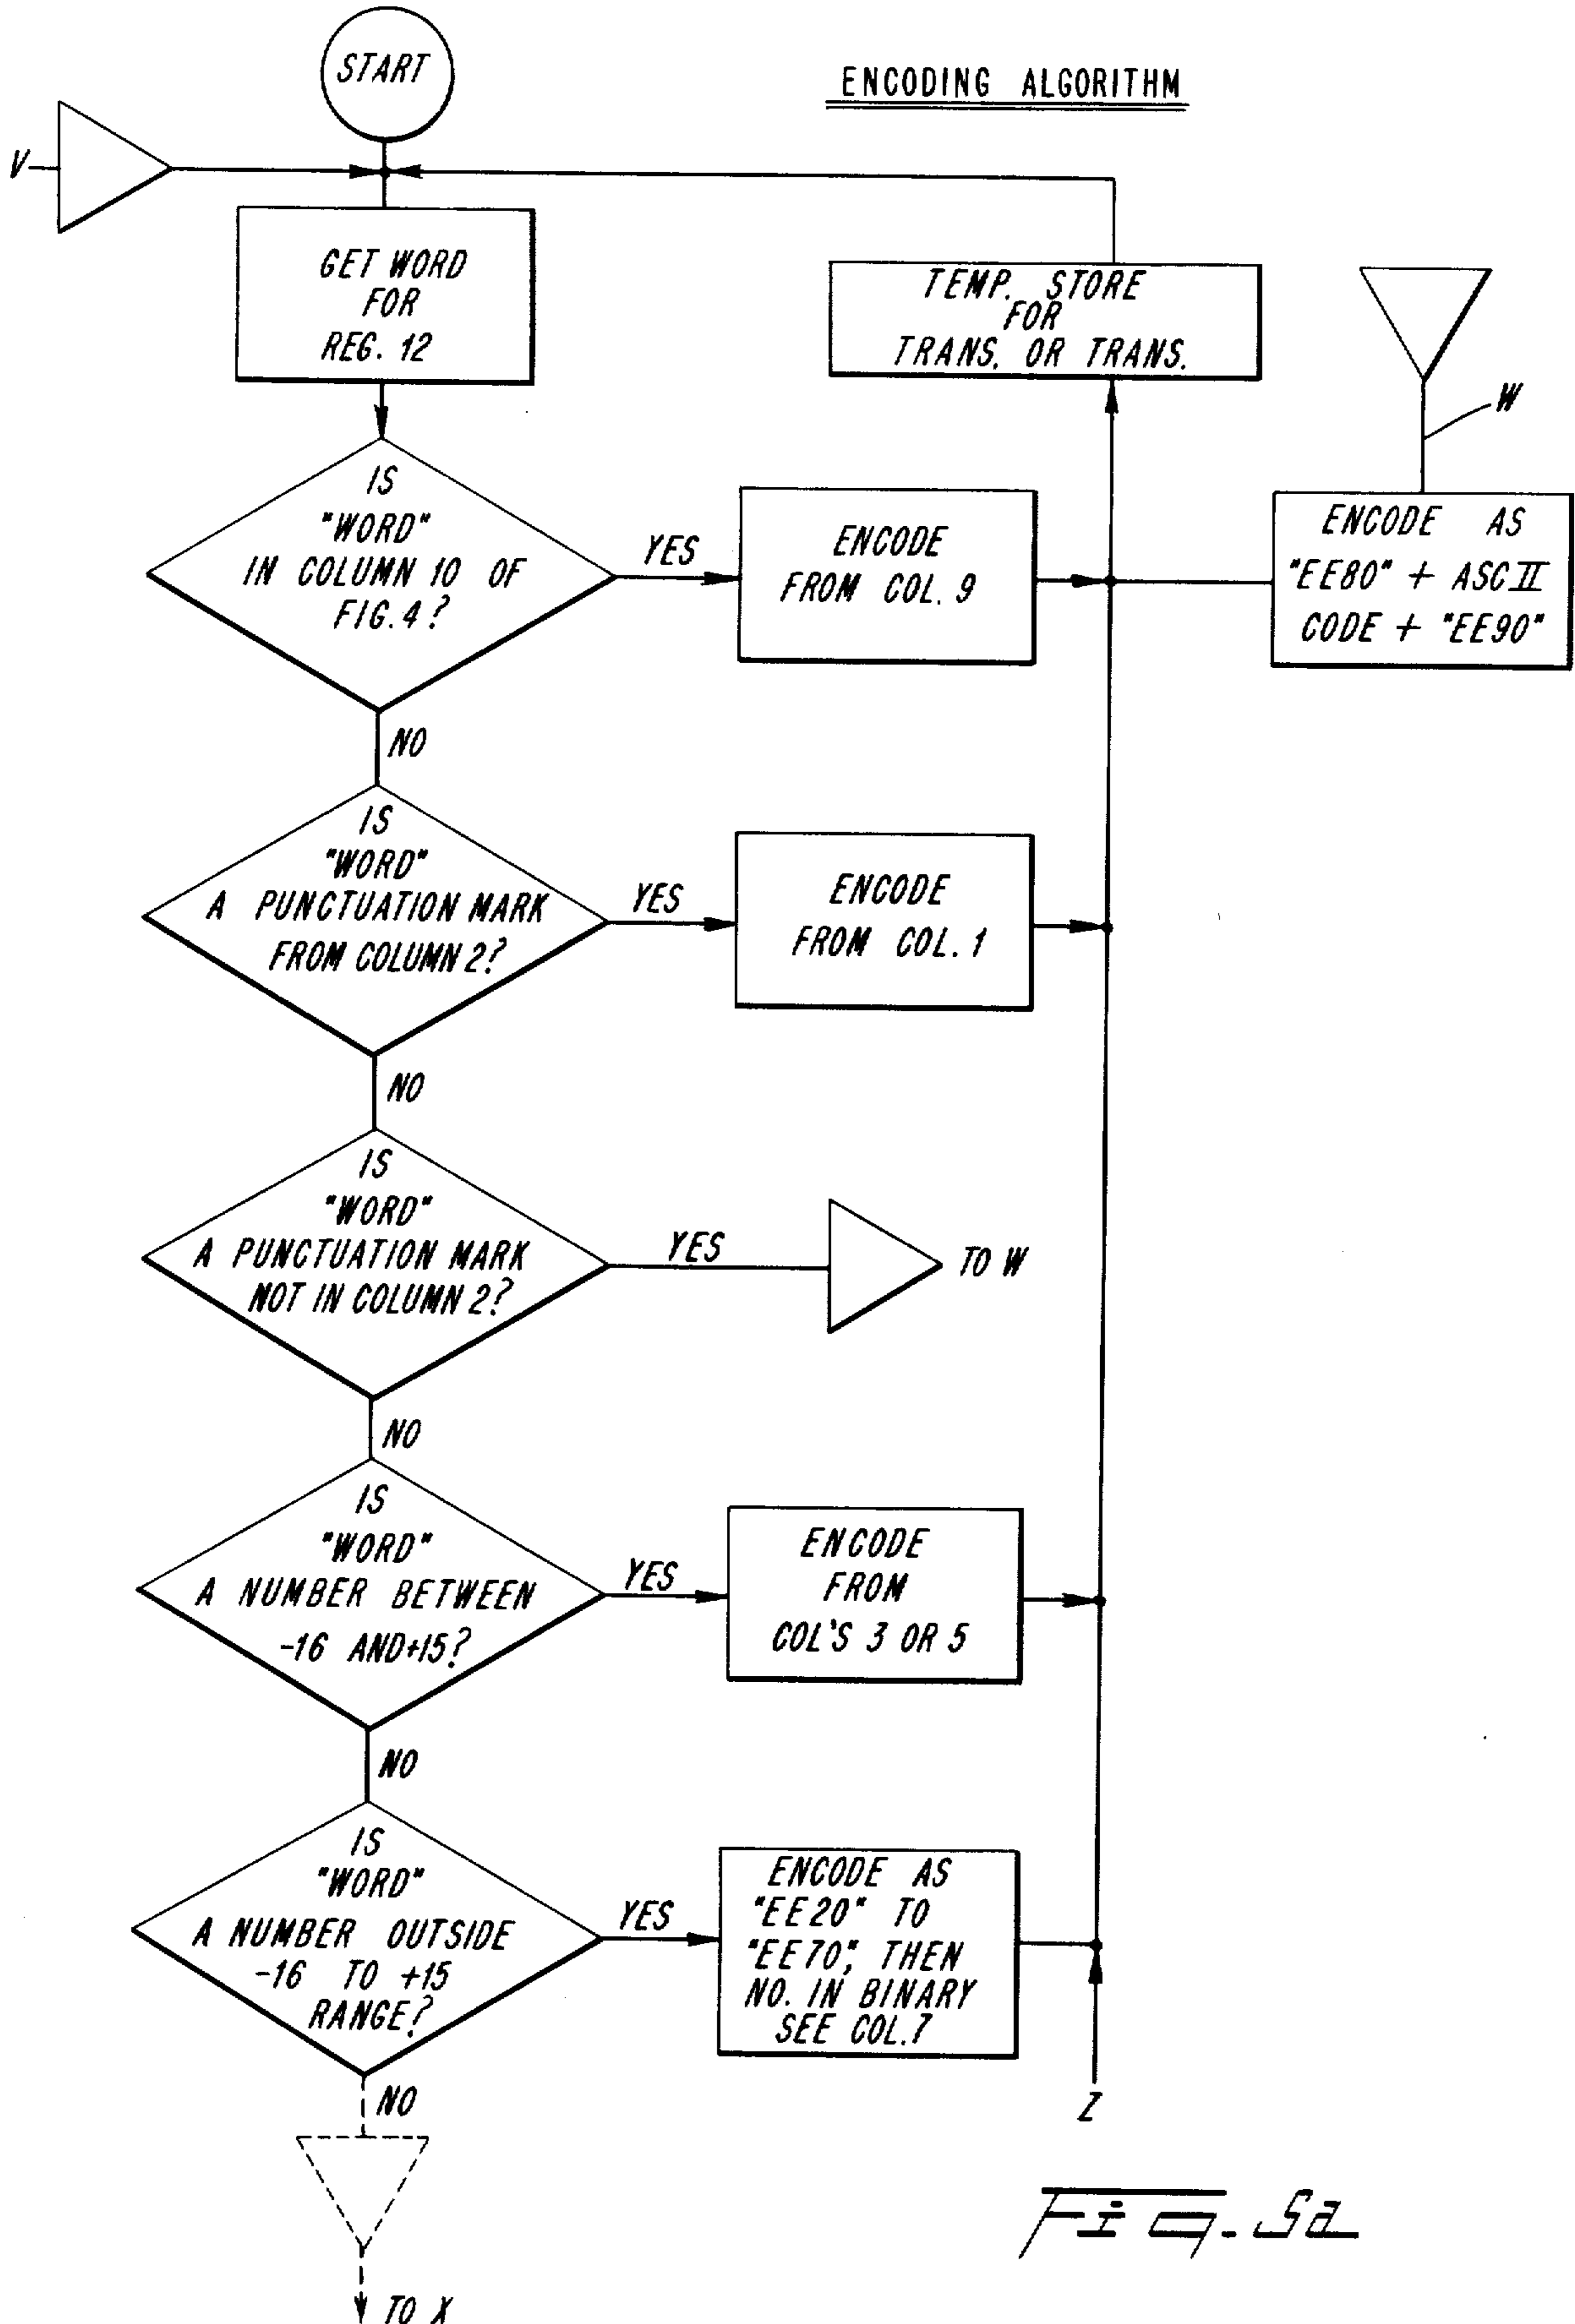 START
ENCODING ALGORITHM
V
GET WORD
FOR
REG. 12
TEMP. STORE
FOR
TRANS. OR TRANS.
W
IS
"WORD"
IN COLUMN 10 OF
FIG. 4?
YES
ENCODE
FROM COL. 9
ENCODE AS
"EE80" + ASCII
CODE + "EE90"
NO
IS
"WORD"
A PUNCTUATION MARK
FROM COLUMN 2?
YES
ENCODE
FROM COL. 1
NO
IS
"WORD"
A PUNCTUATION MARK
NOT IN COLUMN 2?
YES
TO W
NO
IS
"WORD"
A NUMBER BETWEEN
-16 AND +15?
YES
ENCODE
FROM
COL'S 3 OR 5
NO
IS
"WORD"
A NUMBER OUTSIDE
-16 TO +15
RANGE?
YES
ENCODE AS
"EE20" TO
"EE70", THEN
NO. IN BINARY
SEE COL. 7
Z
NO
TO X
Fig. 5a